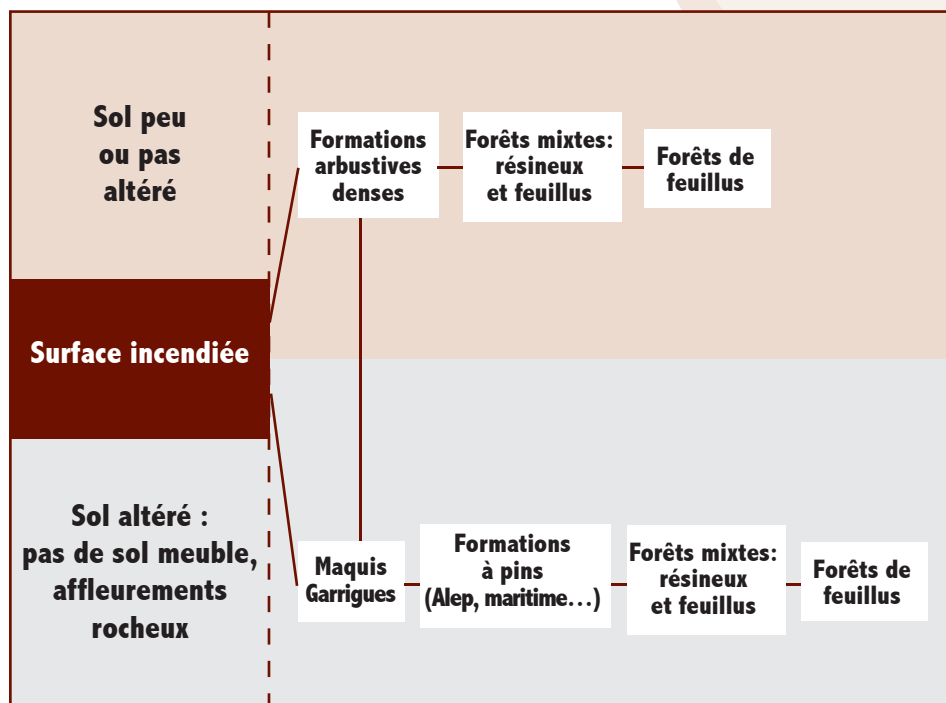 Sol peu
ou pas
altéré
Formations
arbustives
denses
Forêts mixtes:
résineux
et feuillus
Forêts de
feuillus
Surface incendiée
Sol altéré :
pas de sol meuble,
affleurements
rocheux
Maquis
Garrigues
Formations
à pins
(Alep, maritime…)
Forêts mixtes:
résineux
et feuillus
Forêts de
feuillus